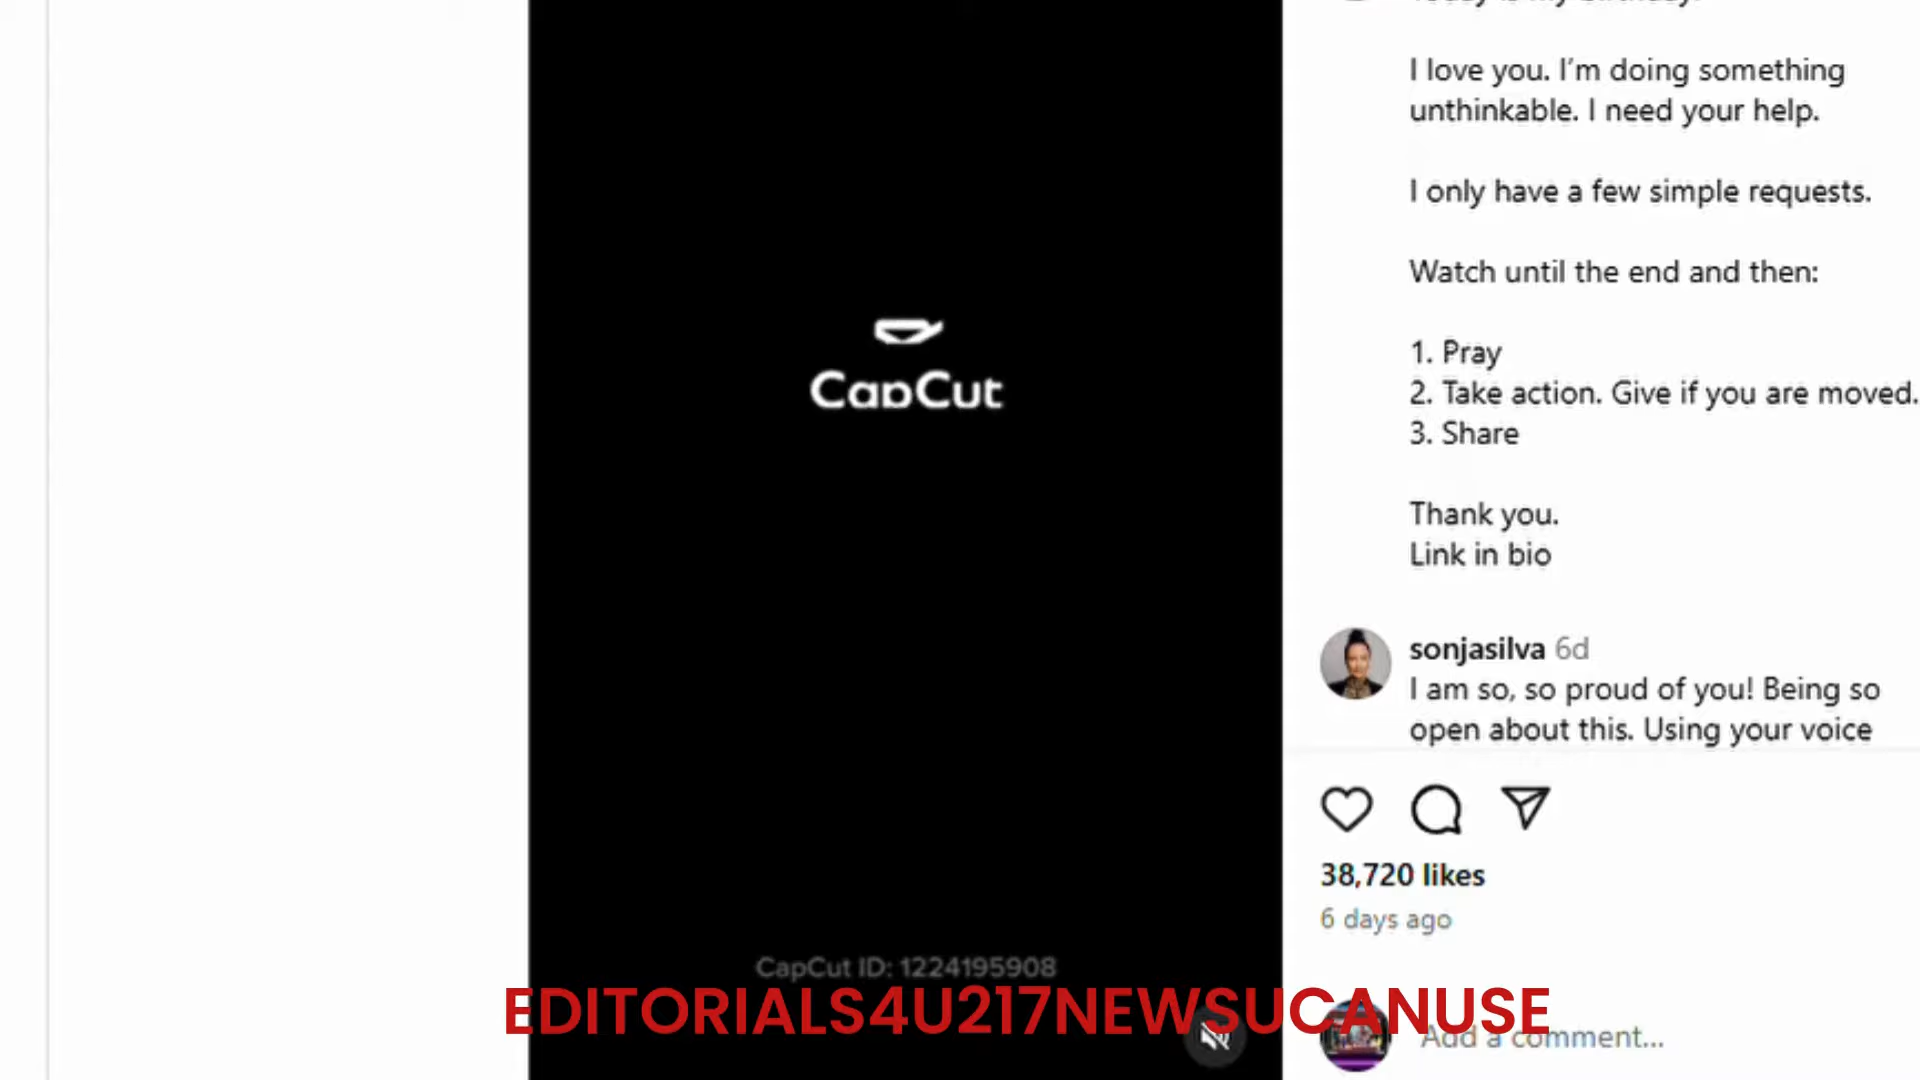 I love you. I'm doing something
unthinkable. I need your help.
I only have a few simple requests.
Watch until the end and then:
1. Pray
2. Take action. Give if you are moved.
3. Share
Thank you.
Link in bio
sonjasilva 6d
I am so, so proud of you! Being so
open about this. Using your voice
38,720 likes
6 days ago
Add a comment...
CapCut
CapCut ID: 1224195908
EDITORIALS4U217NEWSUCANUSE